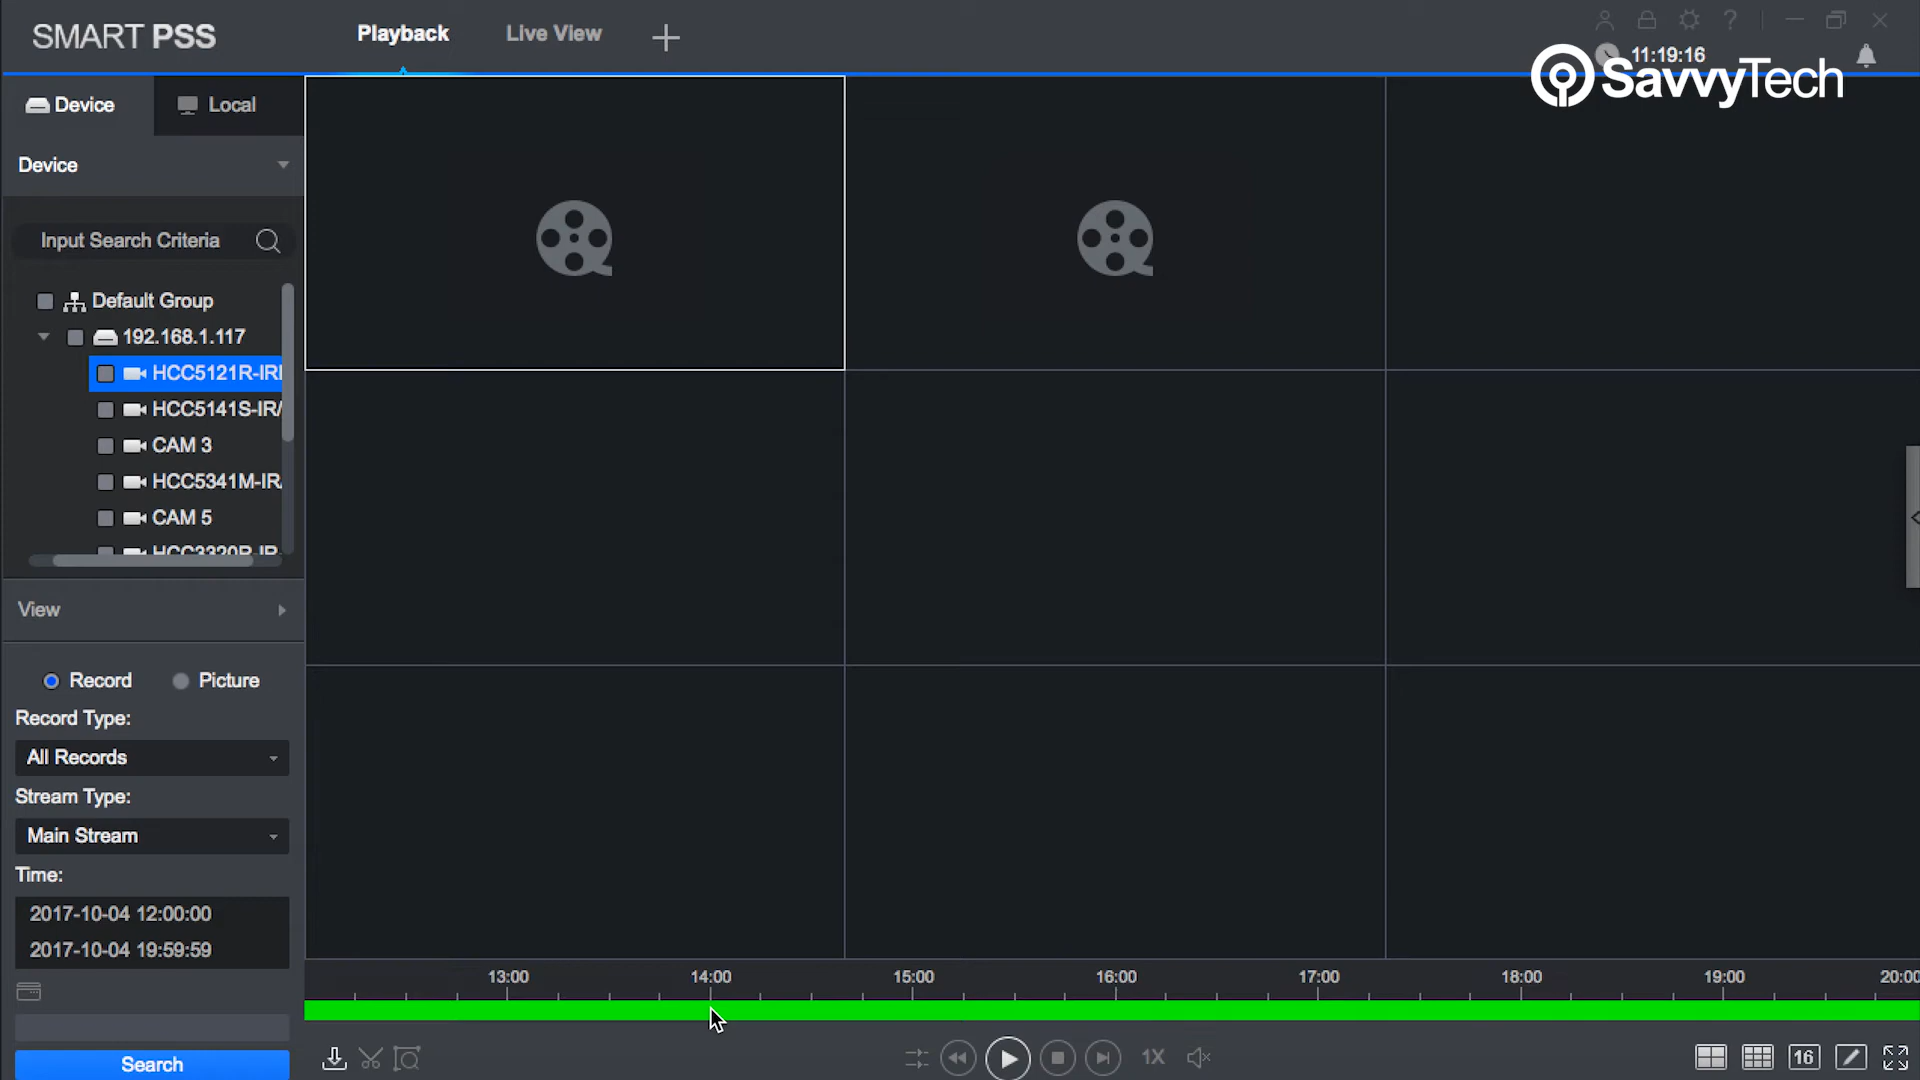 SMART PSS
Playback
Live View
11:19:16
SavvyTech
Device
Local
Device
Input Search Criteria
Default Group
192.168.1.117
HCC5121R-IR
HCC5141S-IR/
CAM 3
HCC5341M-IR
CAM 5
HCC3320R-IR
View
Record
Picture
Record Type:
All Records
Stream Type:
Main Stream
Time:
2017-10-04 12:00:00
2017-10-04 19:59:59
Search
13:00 14:00 15:00 16:00 17:00 18:00 19:00 20:00
1X
16